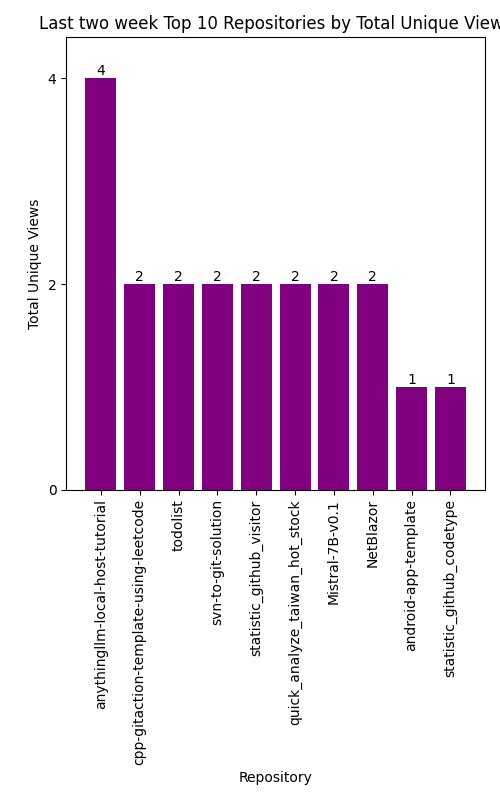 Last two week Top 10 Repositories by Total Unique View
4
2
0
Total Unique Views
4
2
2
2
2
2
2
2
1
1
anythingllm-local-host-tutorial
cpp-gitaction-template-using-leetcode
todolist
svn-to-git-solution
statistic_github_visitor
quick_analyze_taiwan_hot_stock
Mistral-7B-v0.1
NetBlazor
android-app-template
statistic_github_codetype
Repository